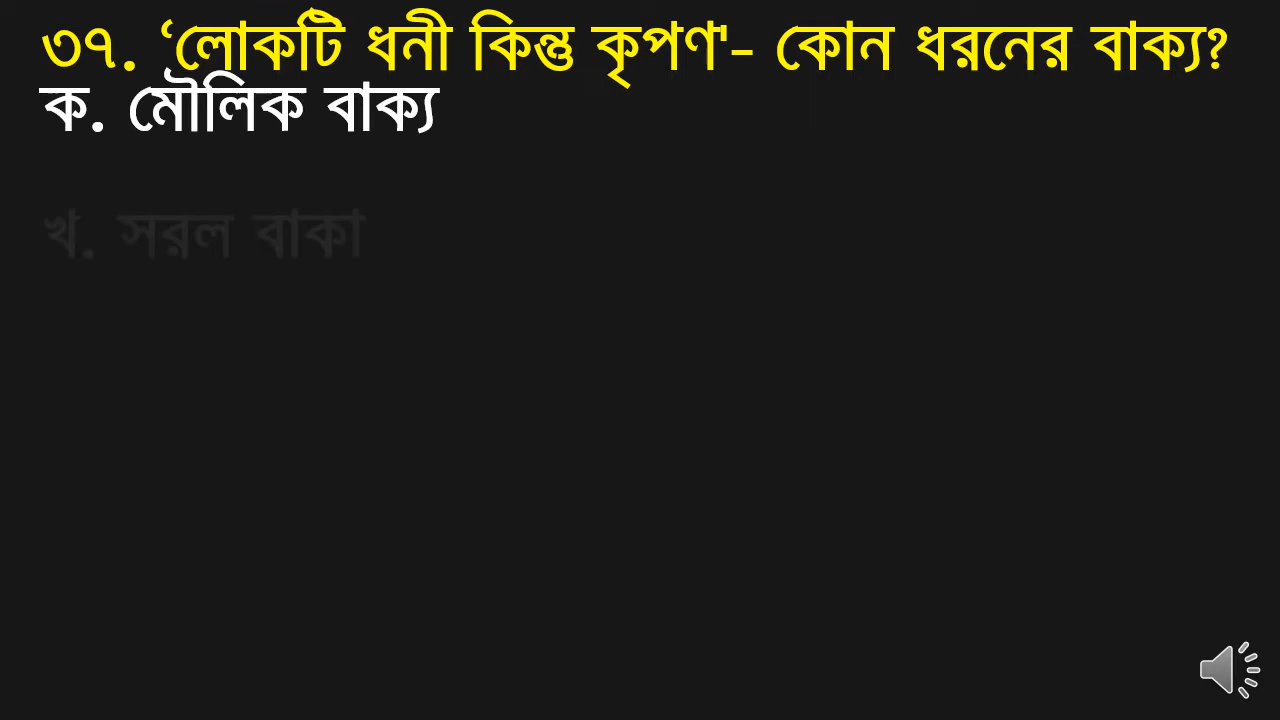 ৩৭. ‘লোকটি ধনী কিন্তু কৃপণ'- কোন ধরনের বাক্য?
ক. মৌলিক বাক্য
খ. সরল বাকা